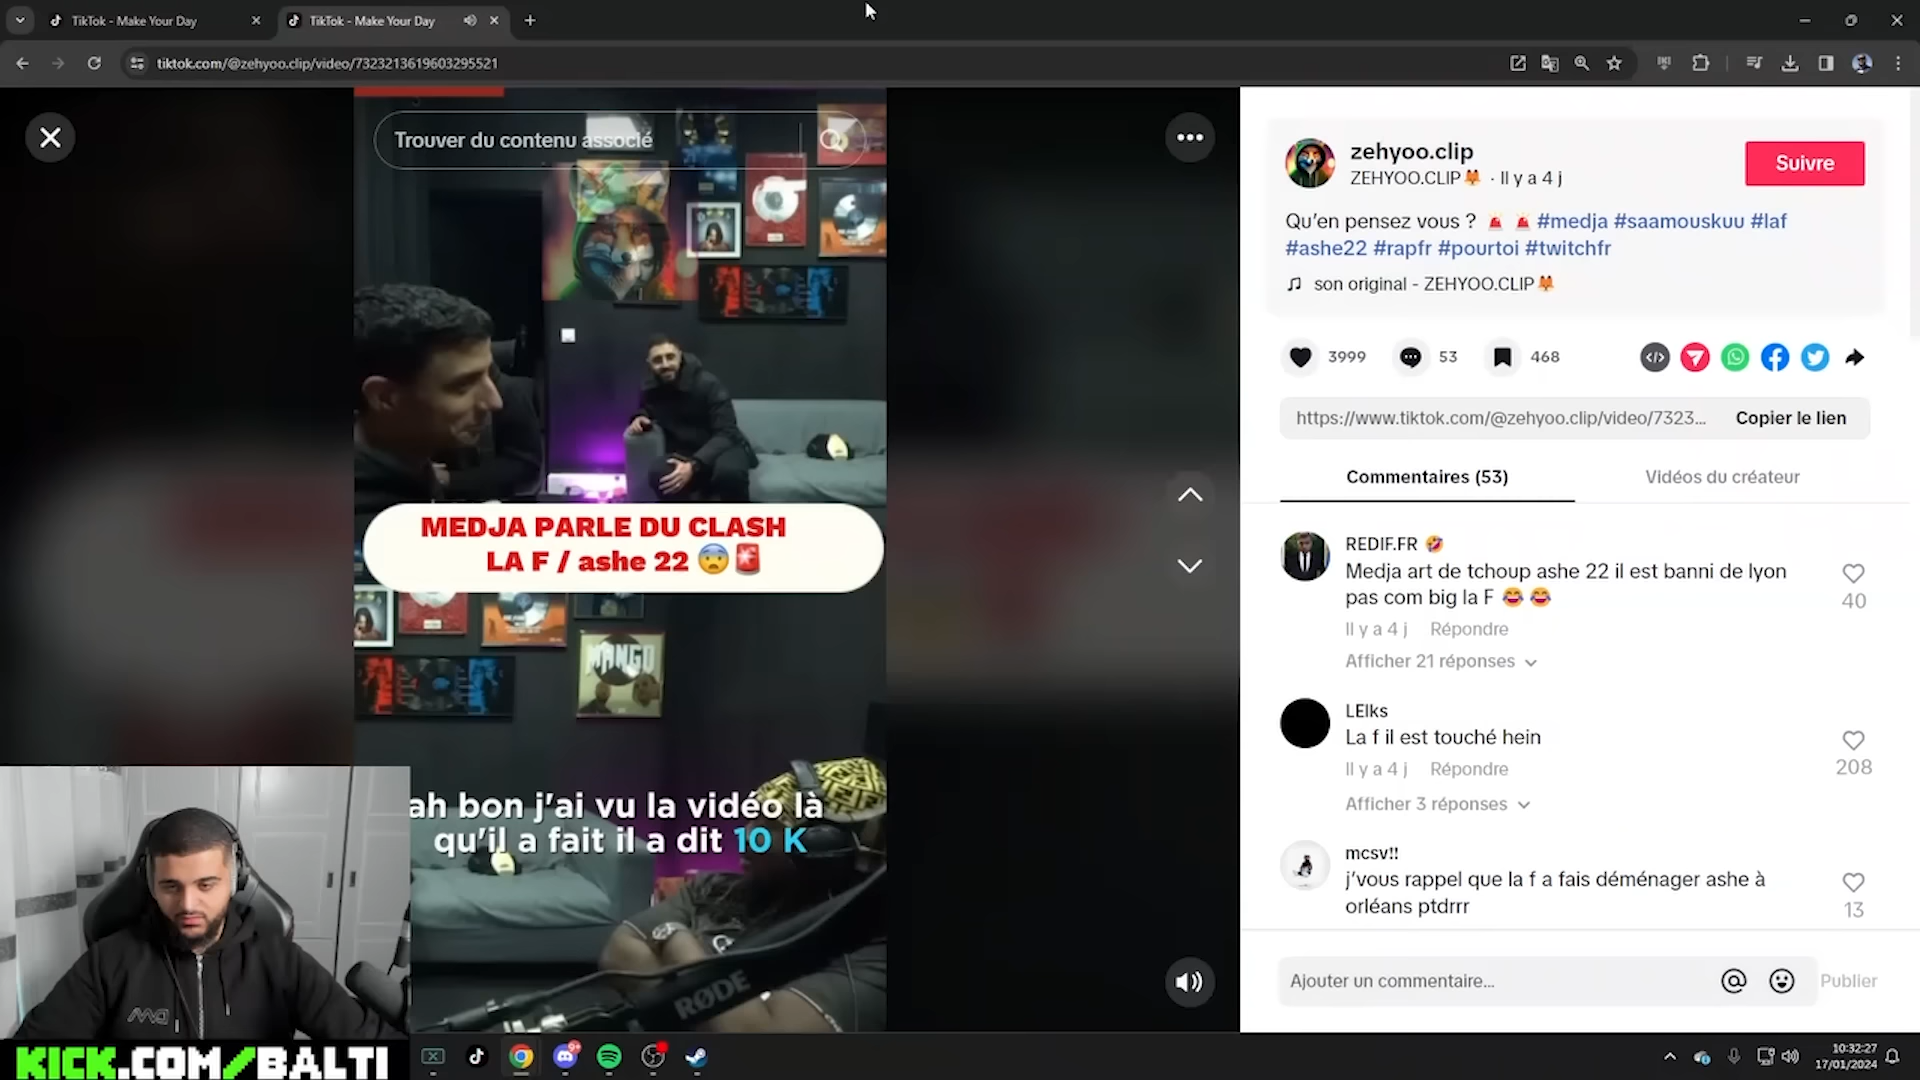 TikTok - Make Your Day
TikTok - Make Your Day
tiktok.com/@zehyoo.clip/video/7323213619603295521
Trouver du contenu associé
MEDJA PARLE DU CLASH
LA F / ashe 22 😨🚨
MANGO
ah bon j'ai vu la vidéo là
qu'il a fait il a dit 10 K
RØDE
KICK.COM/BALTI
zehyoo.clip
ZEHYOO.CLIP🦊 · Il y a 4 j
Suivre
Qu'en pensez vous ? 🚨 🚨 #medja #saamouskuu #laf
#ashe22 #rapfr #pourtoi #twitchfr
son original - ZEHYOO.CLIP🦊
3999
53
468
https://www.tiktok.com/@zehyoo.clip/video/7323...
Copier le lien
Commentaires (53)
Vidéos du créateur
REDIF.FR 🤣
Medja art de tchoup ashe 22 il est banni de lyon
pas com big la F 😂 😂
40
Il y a 4 j Répondre
Afficher 21 réponses
LElks
La f il est touché hein
208
Il y a 4 j Répondre
Afficher 3 réponses
mcsv!!
j'vous rappel que la f a fais déménager ashe à
orléans ptdrrr
13
Ajouter un commentaire...
Publier
10:32:27
17/01/2024